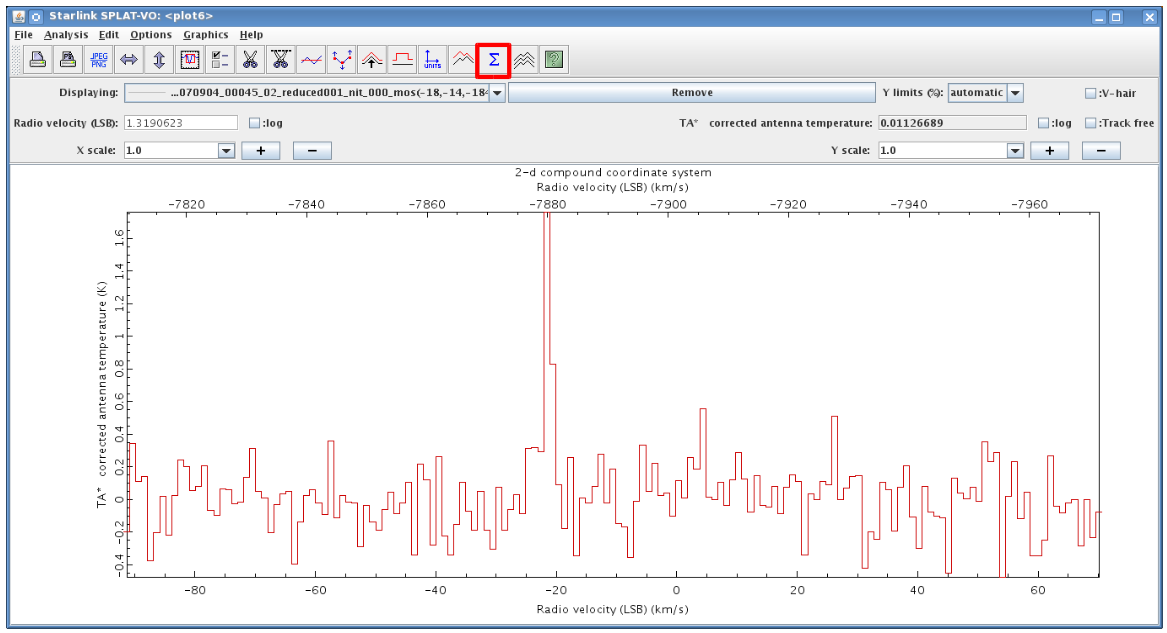 Starlink SPLAT-VO: <plot6>
File Analysis Edit Options Graphics Help
JPEG PNG UNITS Σ ?
Displaying: ...070904_00045_02_reduced001_nit_000_mos(-18,-14,-184 Remove Y limits (%): automatic :V-hair
Radio velocity (LSB): 1.3190623 :log TA* corrected antenna temperature: 0.01126689 :log :Track free
X scale: 1.0 + − Y scale: 1.0 + −
2-d compound coordinate system
Radio velocity (LSB) (km/s)
−7820 −7840 −7860 −7880 −7900 −7920 −7940 −7960
TA* corrected antenna temperature (K)
1.6
1.4
1.2
1
0.8
0.6
0.4
0.2
0
−0.2
−0.4
−80 −60 −40 −20 0 20 40 60
Radio velocity (LSB) (km/s)